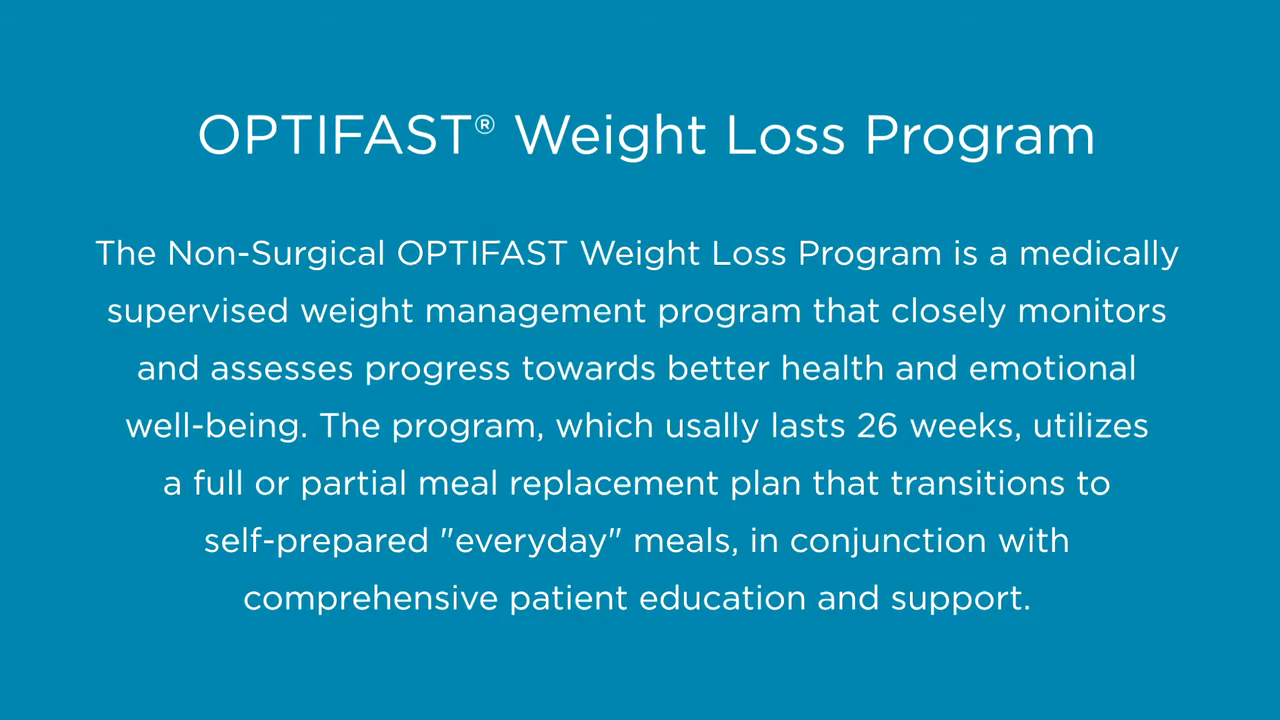 OPTIFAST® Weight Loss Program
The Non-Surgical OPTIFAST Weight Loss Program is a medically
supervised weight management program that closely monitors
and assesses progress towards better health and emotional
well-being. The program, which usally lasts 26 weeks, utilizes
a full or partial meal replacement plan that transitions to
self-prepared "everyday" meals, in conjunction with
comprehensive patient education and support.